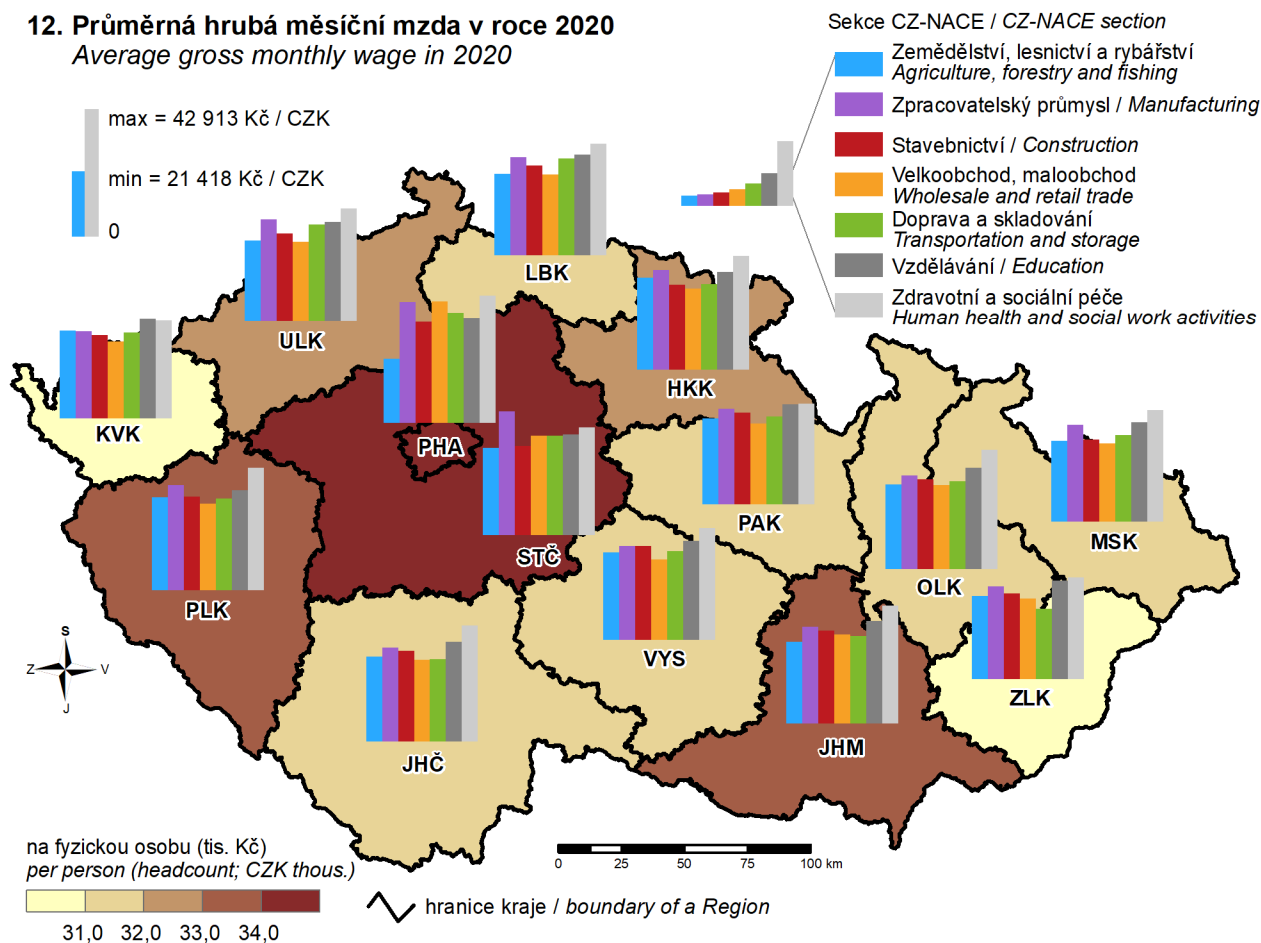 12. Průměrná hrubá měsíční mzda v roce 2020
Average gross monthly wage in 2020
max = 42 913 Kč / CZK
min = 21 418 Kč / CZK
0
Sekce CZ-NACE / CZ-NACE section
Zemědělství, lesnictví a rybářství
Agriculture, forestry and fishing
Zpracovatelský průmysl / Manufacturing
Stavebnictví / Construction
Velkoobchod, maloobchod
Wholesale and retail trade
Doprava a skladování
Transportation and storage
Vzdělávání / Education
Zdravotní a sociální péče
Human health and social work activities
LBK
ULK
HKK
KVK
PHA
PAK
MSK
STČ
OLK
PLK
VYS
ZLK
JHM
JHČ
S
Z
V
J
na fyzickou osobu (tis. Kč)
per person (headcount; CZK thous.)
31,0 32,0 33,0 34,0
0 25 50 75 100 km
hranice kraje / boundary of a Region